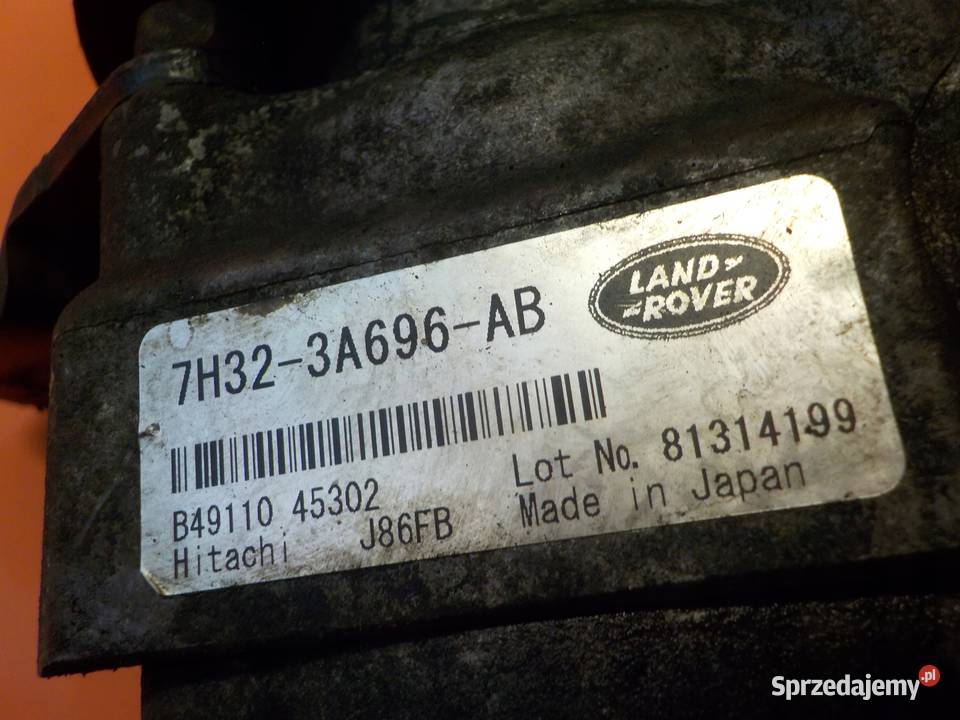 LAND
ROVER
7H32-3A696-AB
B49110 45302
Lot No. 81314199
Hitachi J86FB Made in Japan
Sprzedajemy.pl